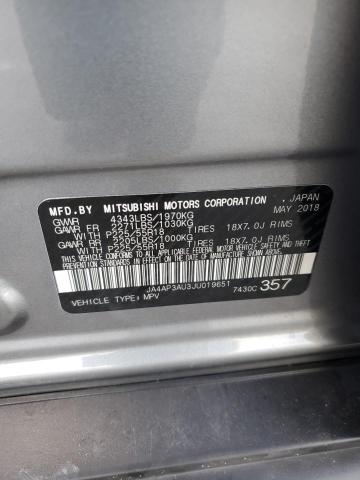 MFD.BY MITSUBISHI MOTORS CORPORATION JAPAN
GVWR 4343LBS/1970KG MAY 2018
GAWR FR 2271LBS/1030KG
WITH P225/55R18 TIRES 18X7.0J RIMS
GAWR RR 2205LBS/1000KG
WITH P225/55R18 TIRES 18X7.0J RIMS
JA4AP3AU3JU019651 7430C 357
VEHICLE TYPE: MPV